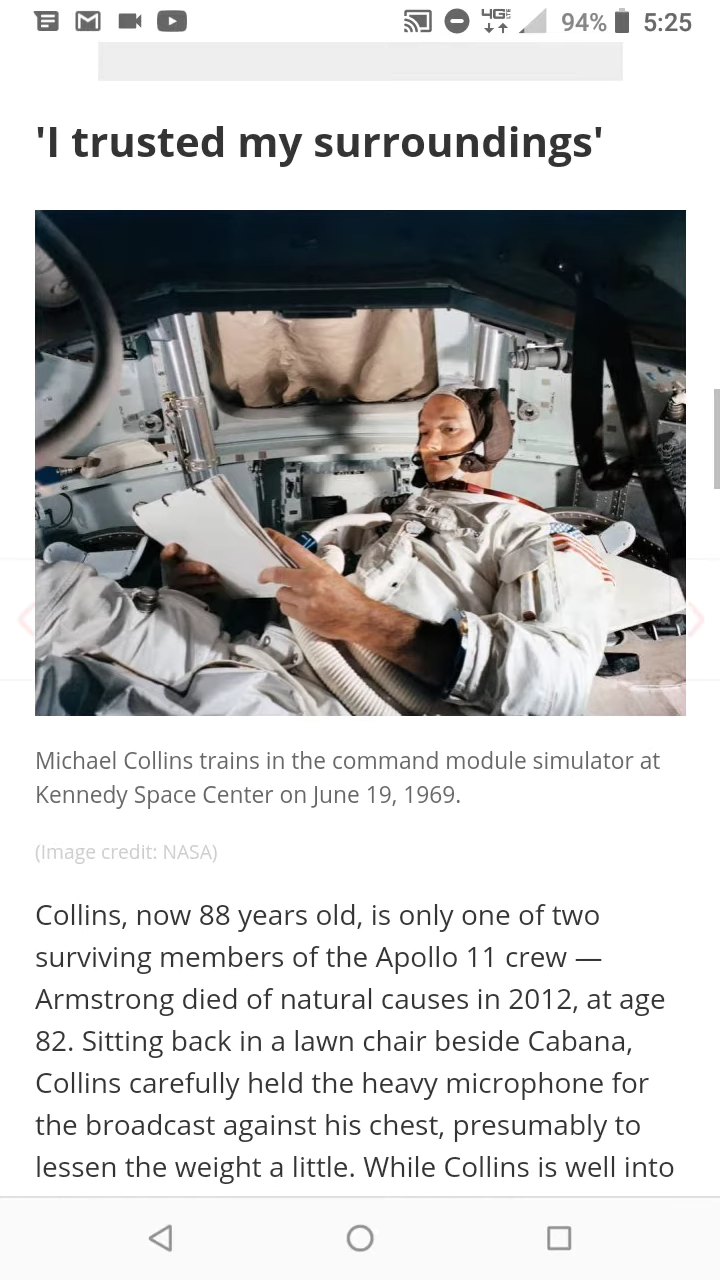 4G
94%
5:25
'I trusted my surroundings'
Michael Collins trains in the command module simulator at
Kennedy Space Center on June 19, 1969.
(Image credit: NASA)
Collins, now 88 years old, is only one of two
surviving members of the Apollo 11 crew —
Armstrong died of natural causes in 2012, at age
82. Sitting back in a lawn chair beside Cabana,
Collins carefully held the heavy microphone for
the broadcast against his chest, presumably to
lessen the weight a little. While Collins is well into